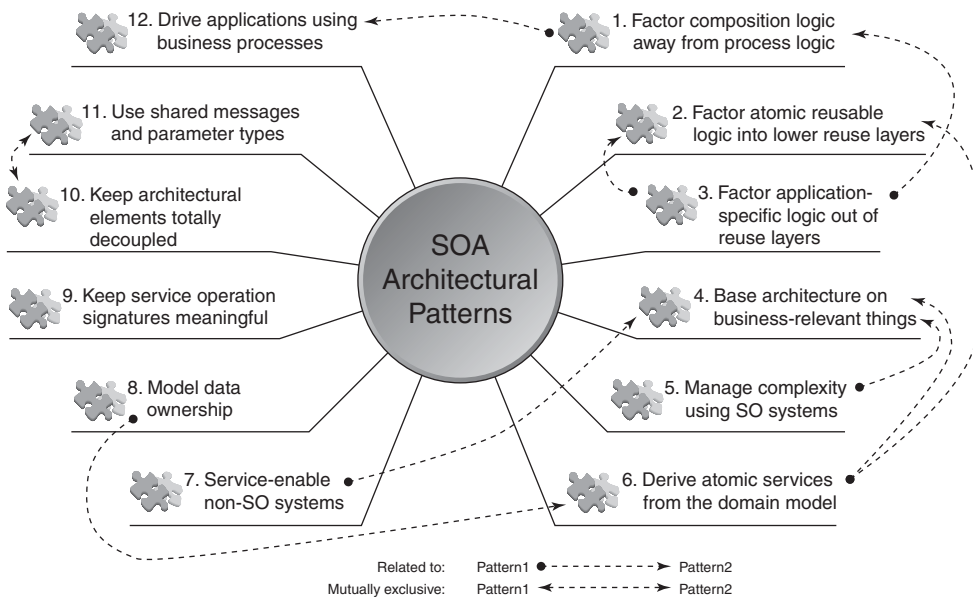 12. Drive applications using
business processes
1. Factor composition logic
away from process logic
11. Use shared messages
and parameter types
2. Factor atomic reusable
logic into lower reuse layers
10. Keep architectural
elements totally
decoupled
3. Factor application-
specific logic out of
reuse layers
SOA
Architectural
Patterns
9. Keep service operation
signatures meaningful
4. Base architecture on
business-relevant things
8. Model data
ownership
5. Manage complexity
using SO systems
7. Service-enable
non-SO systems
6. Derive atomic services
from the domain model
Related to: Pattern1 Pattern2
Mutually exclusive: Pattern1 Pattern2